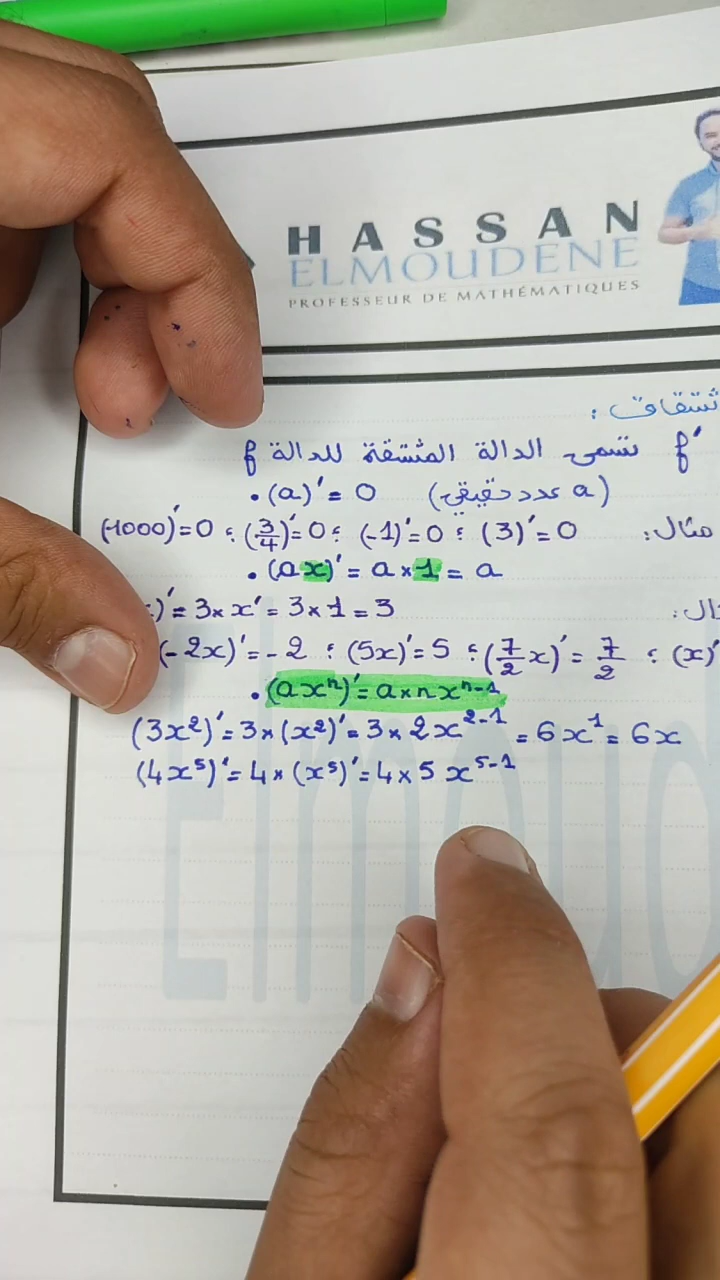 HASSAN
ELMOUDENE
PROFESSEUR DE MATHÉMATIQUES
f′ تسمى الدالة المشتقة للدالة f
• (a)′ = 0 (a عدد حقيقي)
مثال: (3)′ = 0 ؛ (-1)′ = 0 ؛ (3/4)′ = 0 ؛ (-1000)′ = 0
• (ax)′ = a × 1 = a
)′ = 3 × x′ = 3 × 1 = 3
(-2x)′ = -2 ؛ (5x)′ = 5 ؛ (7/2 x)′ = 7/2 ؛ (x)′
• (axⁿ)′ = a × n xⁿ⁻¹
(3x²)′ = 3 × (x²)′ = 3 × 2x²⁻¹ = 6x¹ = 6x
(4x⁵)′ = 4 × (x⁵)′ = 4 × 5 x⁵⁻¹